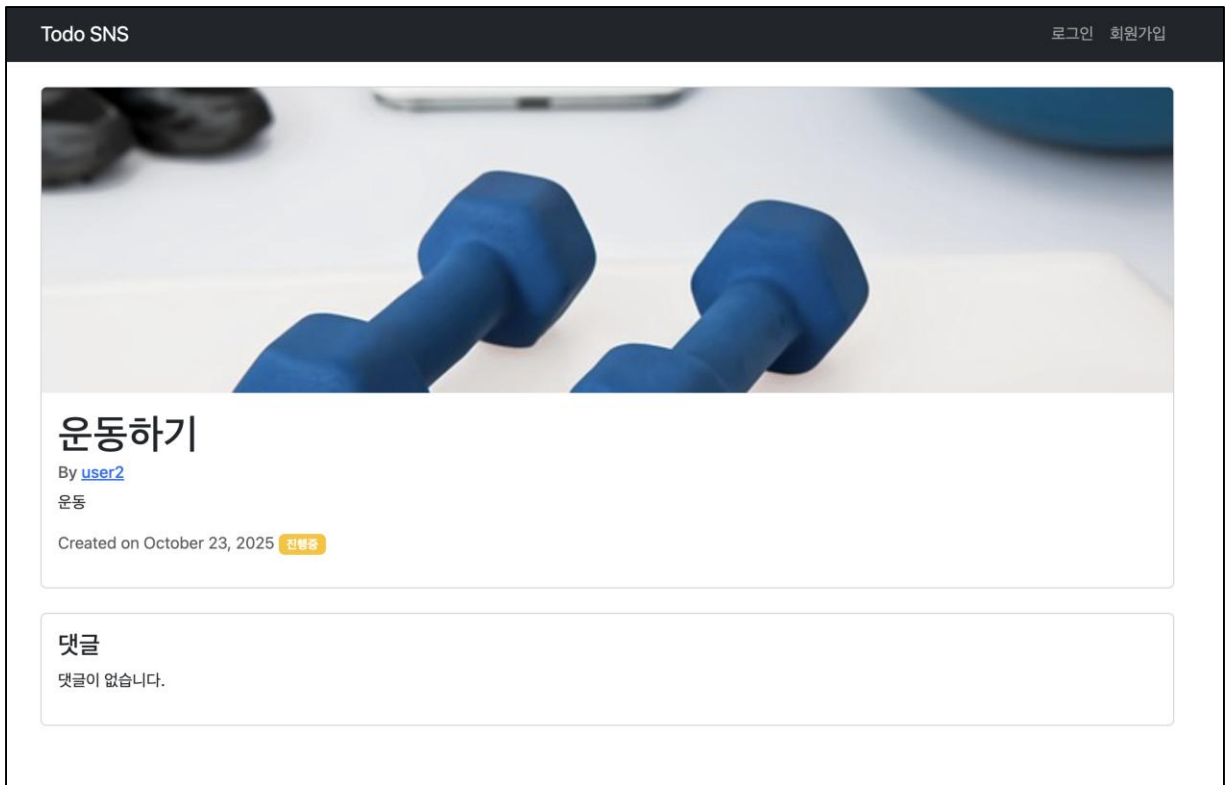 Todo SNS 로그인 회원가입
운동하기
By user2
운동
Created on October 23, 2025 진행중
댓글
댓글이 없습니다.